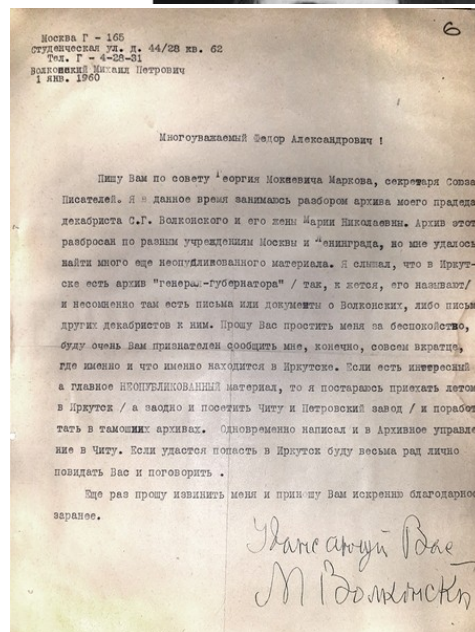 6
Москва Г - 165
Студенческая ул. д. 44/28 кв. 62
Тел. Г - 4-28-31
Волконский Михаил Петрович
1 янв. 1960
Многоуважаемый Федор Александрович !
Пишу Вам по совету Георгия Мокеевича Маркова, секретаря Союза
Писателей. Я в данное время занимаюсь разбором архива моего прадеда
декабриста С.Г. Волконского и его жены Марии Николаевны. Архив этот
разбросан по разным учреждениям Москвы и Ленинграда, но мне удалось
найти много еще неопубликованного материала. Я слышал, что в Иркут-
ске есть архив "генерал-губернатора" / так, к жется, его называют/
и несомненно там есть письма или документы о Волконских, либо письм
других декабристов к ним. Прошу Вас простить меня за беспокойство,
буду очень Вам признателен сообщить мне, конечно, совсем вкратце,
где именно и что именно находится в Иркутске. Если есть интересный
а главное НЕОПУБЛИКОВАННЫЙ материал, то я постараюсь приехать летом
в Иркутск / а заодно и посетить Читу и Петровский завод / и поработ
тать в тамошних архивах. Одновременно написал и в Архивное управле
ние в Читу. Если удастся попасть в Иркутск буду весьма рад лично
повидать Вас и поговорить .
Еще раз прошу извинить меня и приношу Вам искренню благодарнос
заранее.
Уважающий Вас
М Волконски